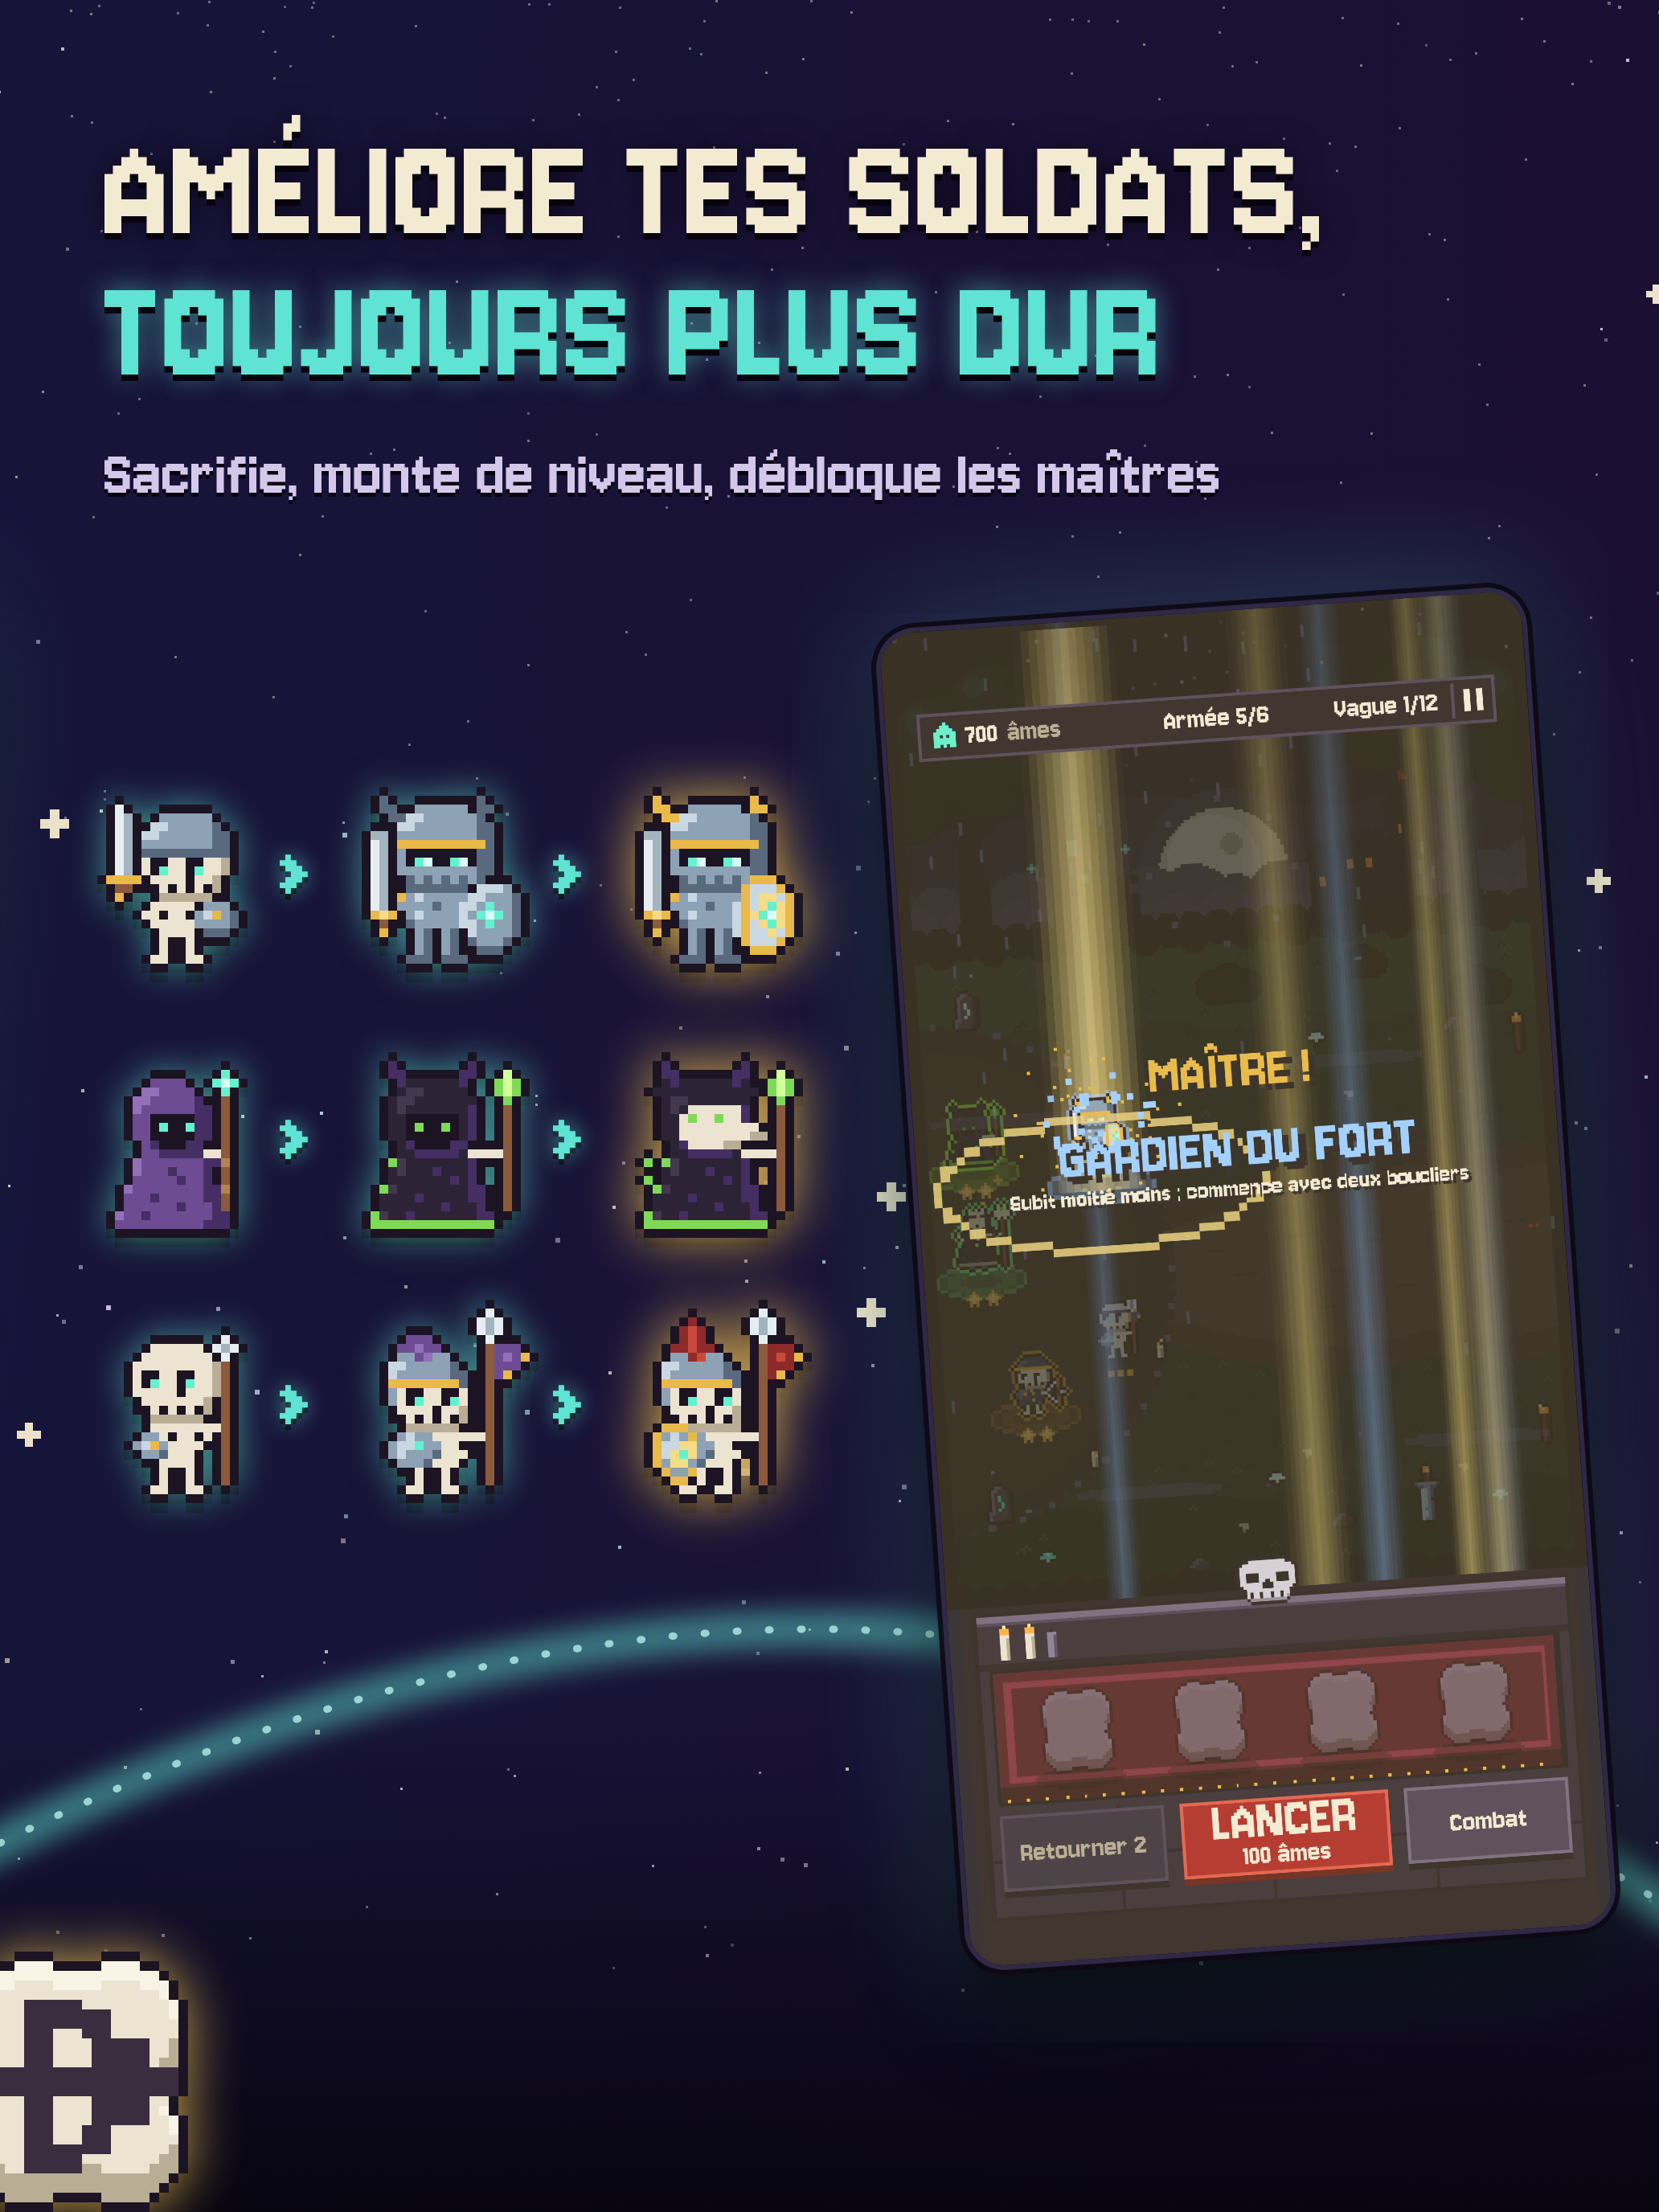 AMÉLIORE TES SOLDATS,
TOUJOURS PLUS DUR
Sacrifie, monte de niveau, débloque les maîtres
700 âmes
Armée 5/6
Vague 1/12
MAÎTRE !
GARDIEN DU FORT
Subit moitié moins ; commence avec deux boucliers
Retourner 2
LANCER
100 âmes
Combat